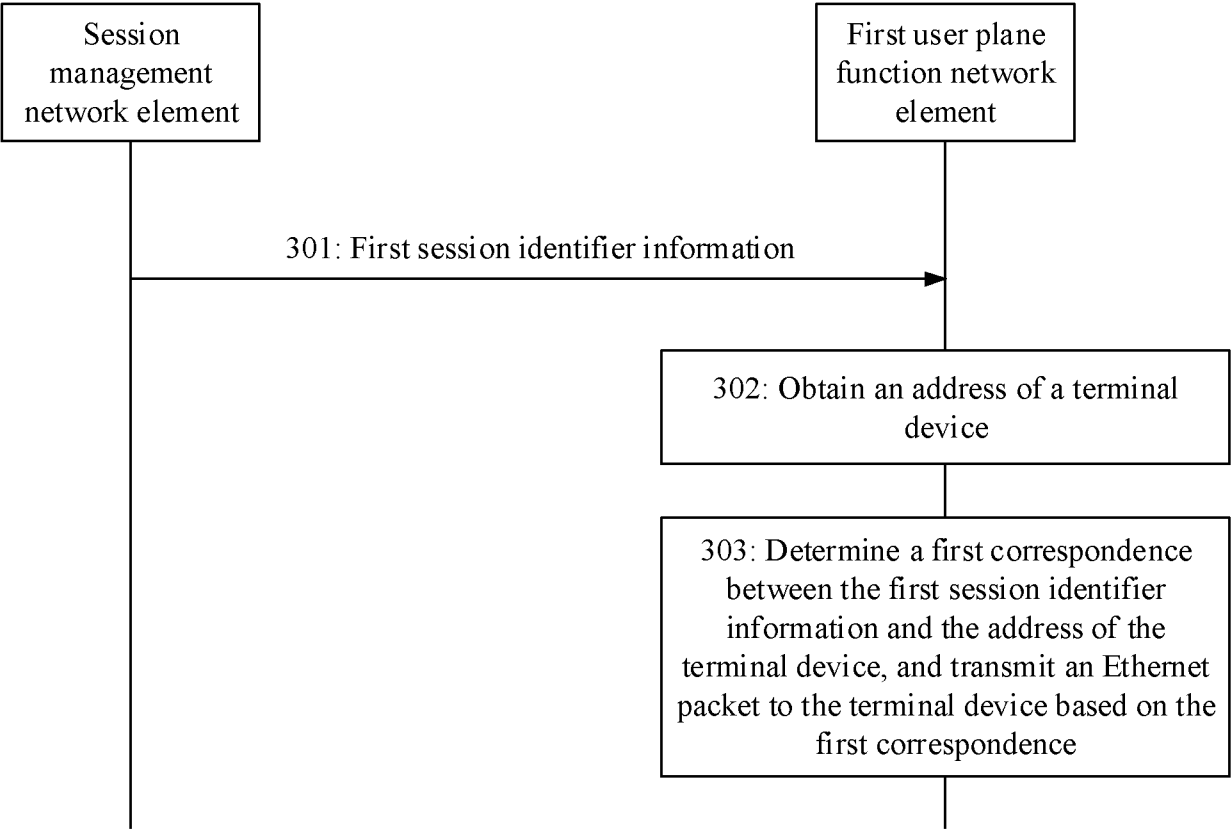 Session
management
network element
First user plane
function network
element
301: First session identifier information
302: Obtain an address of a terminal
device
303: Determine a first correspondence
between the first session identifier
information and the address of the
terminal device, and transmit an Ethernet
packet to the terminal device based on the
first correspondence